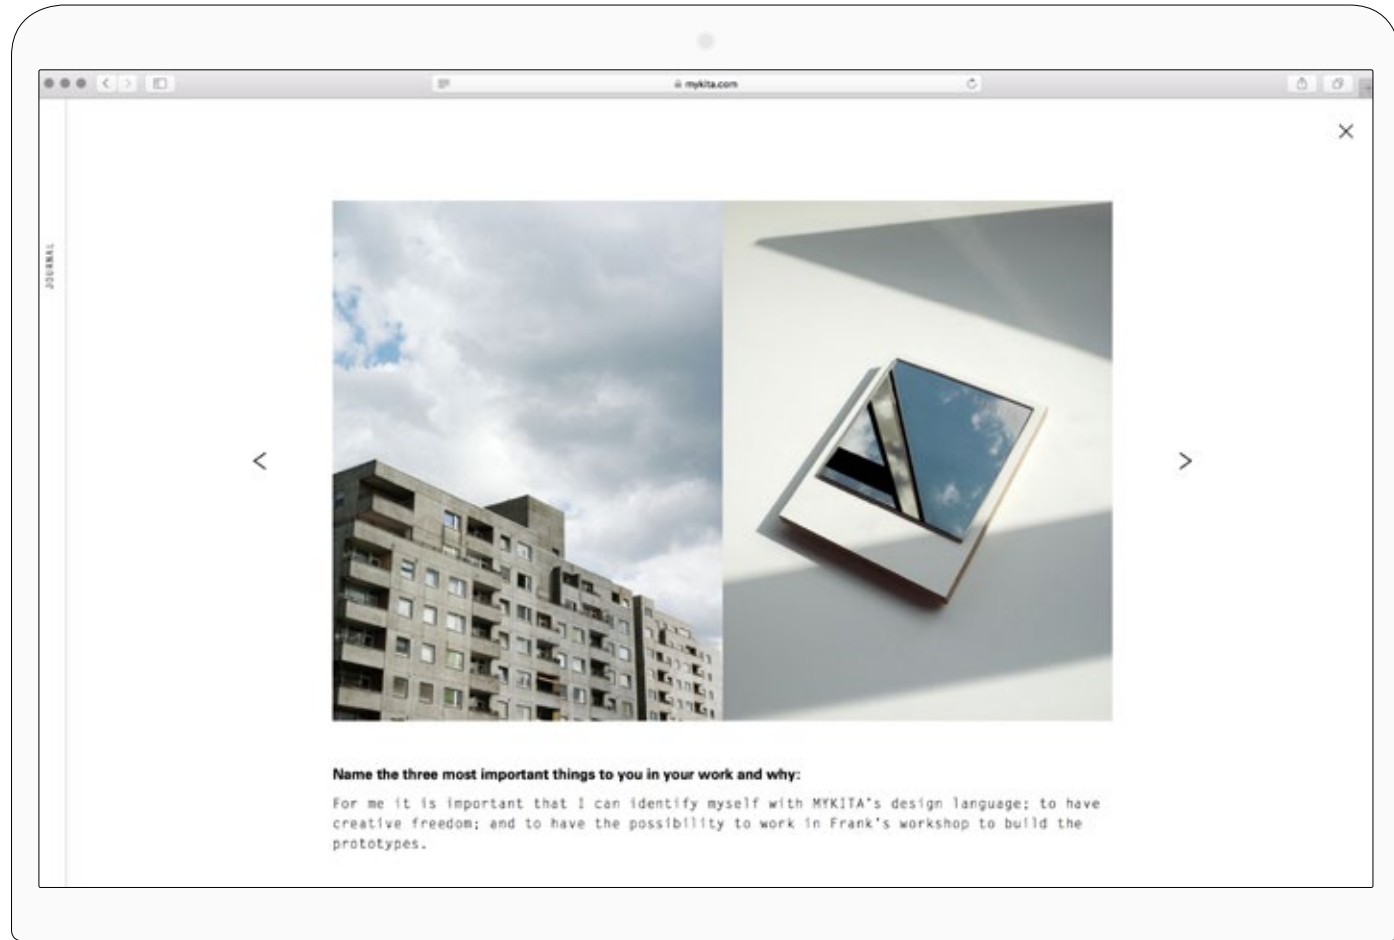 mykita.com
JOURNAL
Name the three most important things to you in your work and why:
For me it is important that I can identify myself with MYKITA's design language; to have
creative freedom; and to have the possibility to work in Frank's workshop to build the
prototypes.